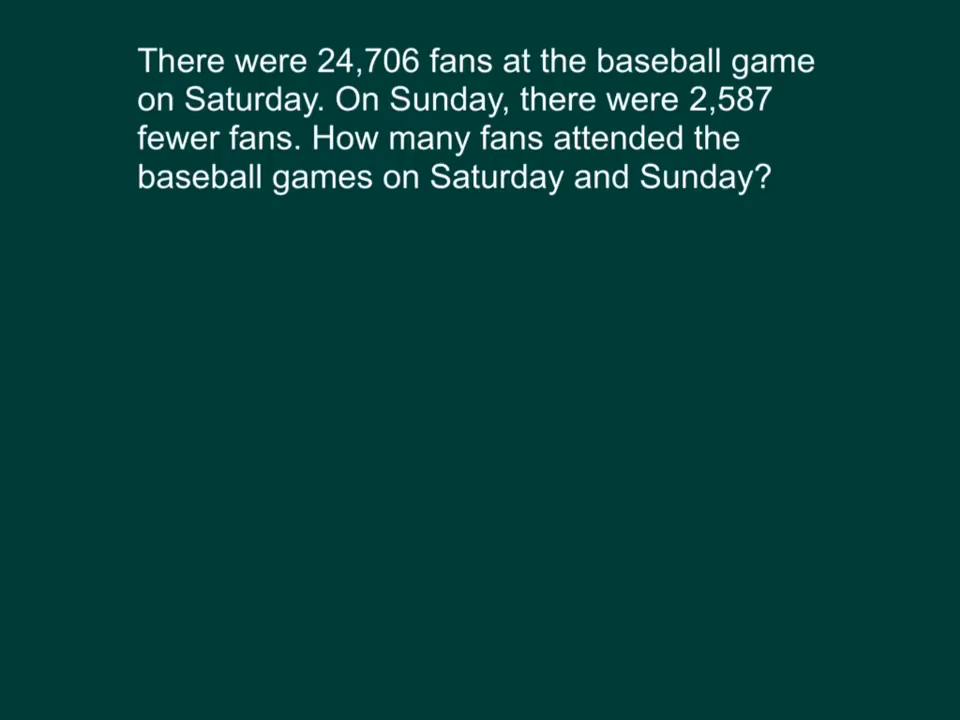 There were 24,706 fans at the baseball game
on Saturday. On Sunday, there were 2,587
fewer fans. How many fans attended the
baseball games on Saturday and Sunday?